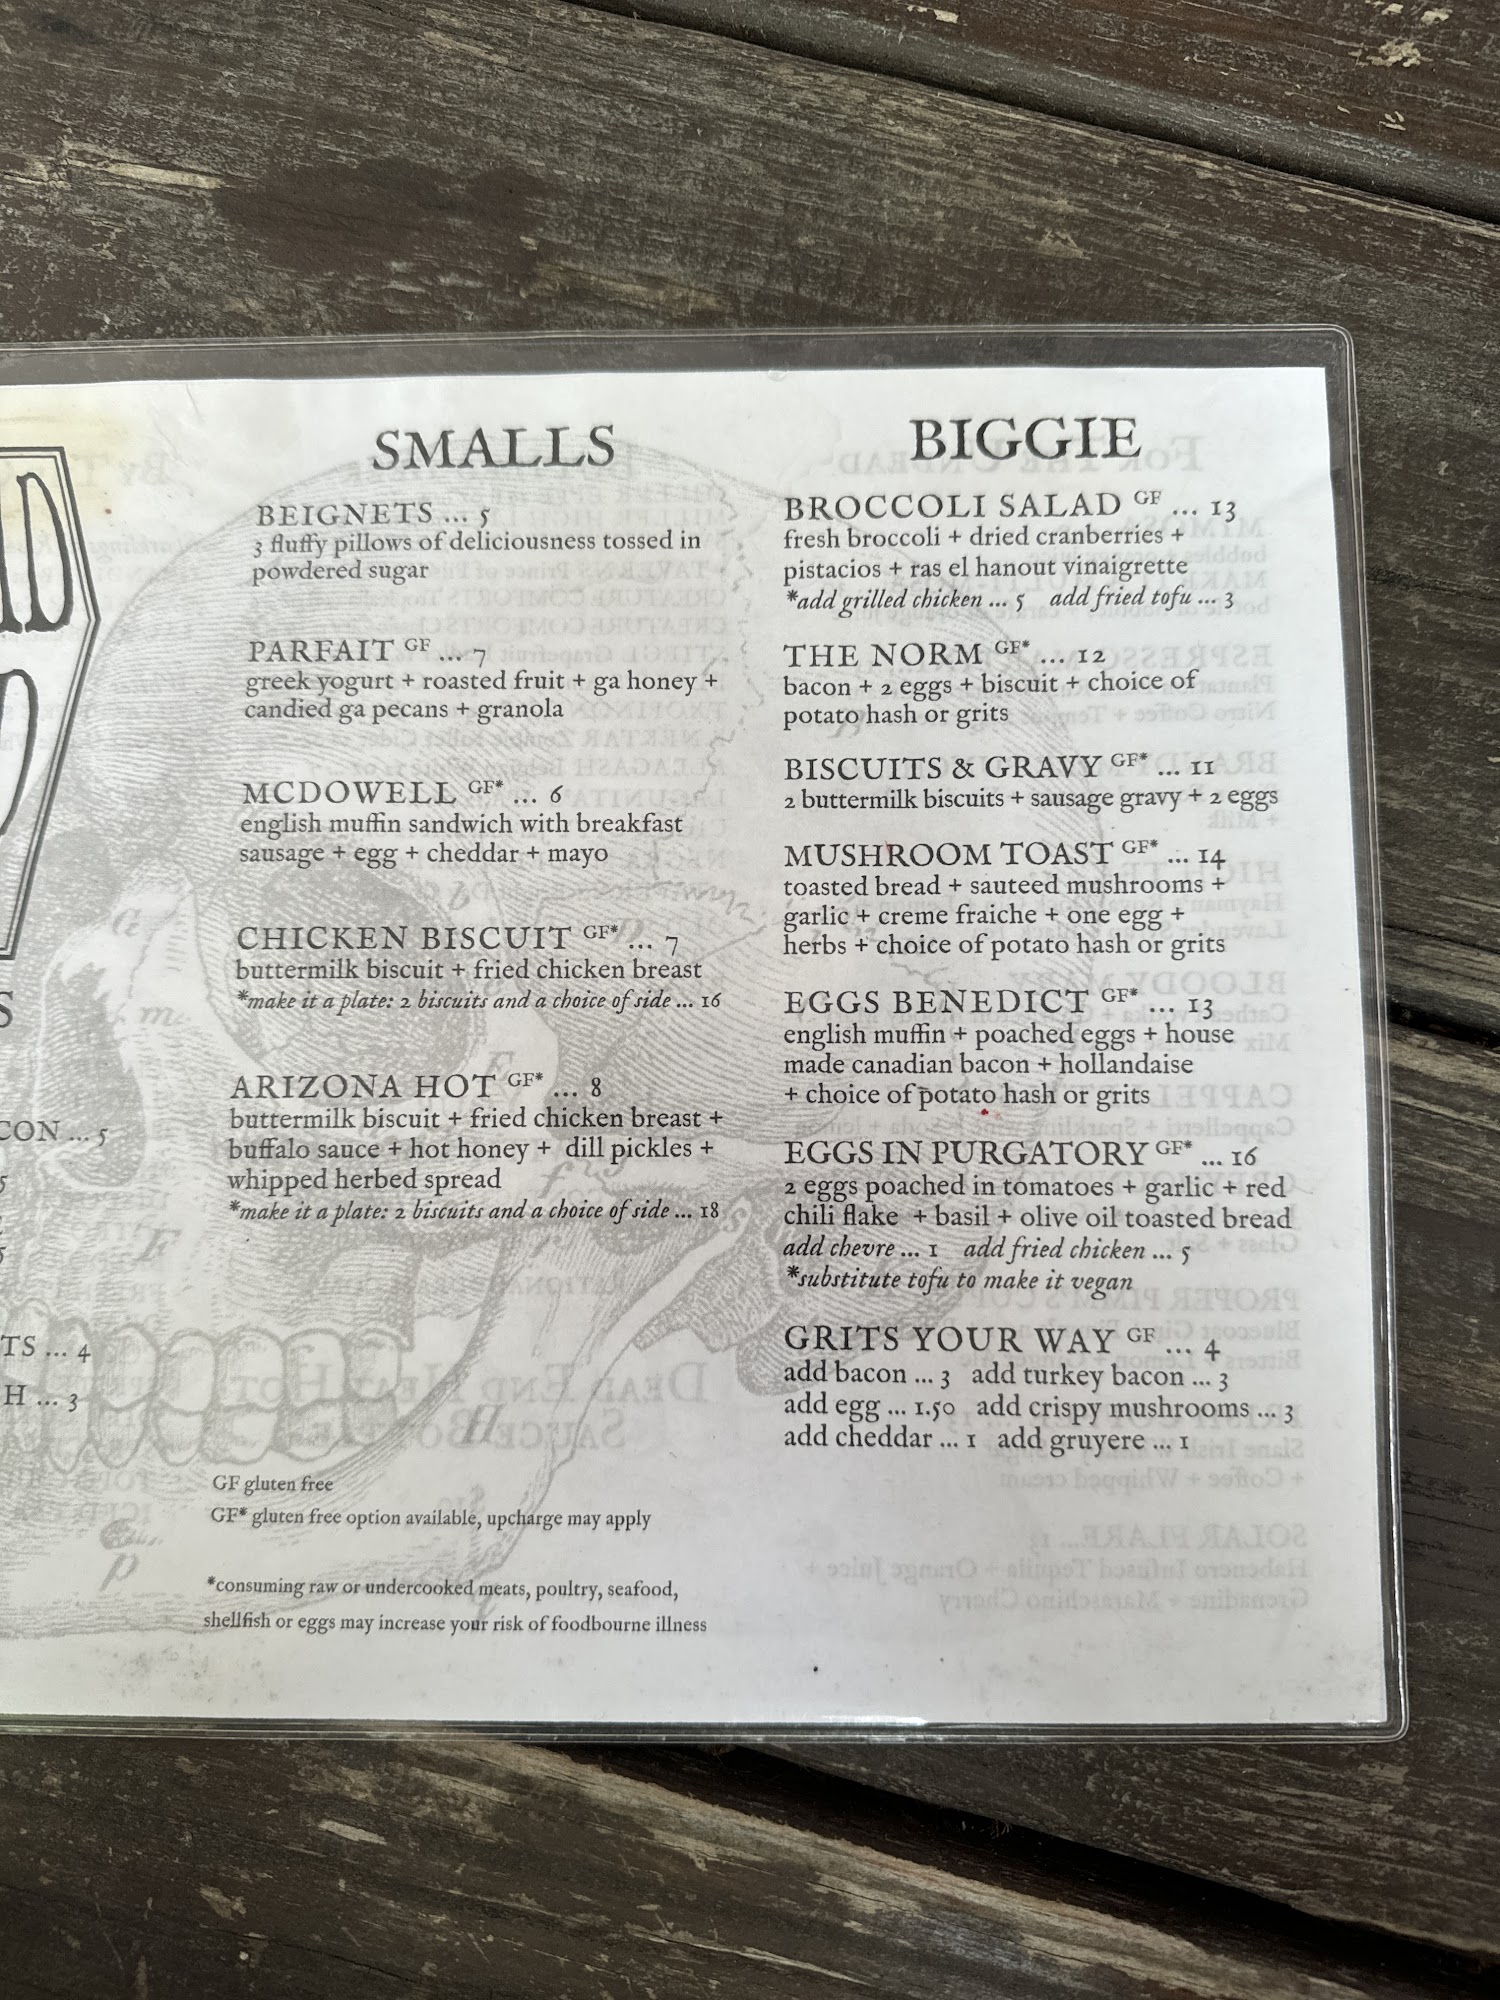 S
CON ... 5
5
5
TS ... 4
H ... 3
SMALLS
BEIGNETS ... 5
3 fluffy pillows of deliciousness tossed in
powdered sugar
PARFAIT GF ... 7
greek yogurt + roasted fruit + ga honey +
candied ga pecans + granola
MCDOWELL GF* ... 6
english muffin sandwich with breakfast
sausage + egg + cheddar + mayo
CHICKEN BISCUIT GF* ... 7
buttermilk biscuit + fried chicken breast
*make it a plate: 2 biscuits and a choice of side ... 16
ARIZONA HOT GF* ... 8
buttermilk biscuit + fried chicken breast +
buffalo sauce + hot honey + dill pickles +
whipped herbed spread
*make it a plate: 2 biscuits and a choice of side ... 18
GF gluten free
GF* gluten free option available, upcharge may apply
*consuming raw or undercooked meats, poultry, seafood,
shellfish or eggs may increase your risk of foodbourne illness
BIGGIE
BROCCOLI SALAD GF ... 13
fresh broccoli + dried cranberries +
pistacios + ras el hanout vinaigrette
*add grilled chicken ... 5 add fried tofu ... 3
THE NORM GF* ... 12
bacon + 2 eggs + biscuit + choice of
potato hash or grits
BISCUITS & GRAVY GF* ... 11
2 buttermilk biscuits + sausage gravy + 2 eggs
MUSHROOM TOAST GF* ... 14
toasted bread + sauteed mushrooms +
garlic + creme fraiche + one egg +
herbs + choice of potato hash or grits
EGGS BENEDICT GF* ... 13
english muffin + poached eggs + house
made canadian bacon + hollandaise
+ choice of potato hash or grits
EGGS IN PURGATORY GF* ... 16
2 eggs poached in tomatoes + garlic + red
chili flake + basil + olive oil toasted bread
add chevre ... 1 add fried chicken ... 5
*substitute tofu to make it vegan
GRITS YOUR WAY GF ... 4
add bacon ... 3 add turkey bacon ... 3
add egg ... 1.50 add crispy mushrooms ... 3
add cheddar ... 1 add gruyere ... 1